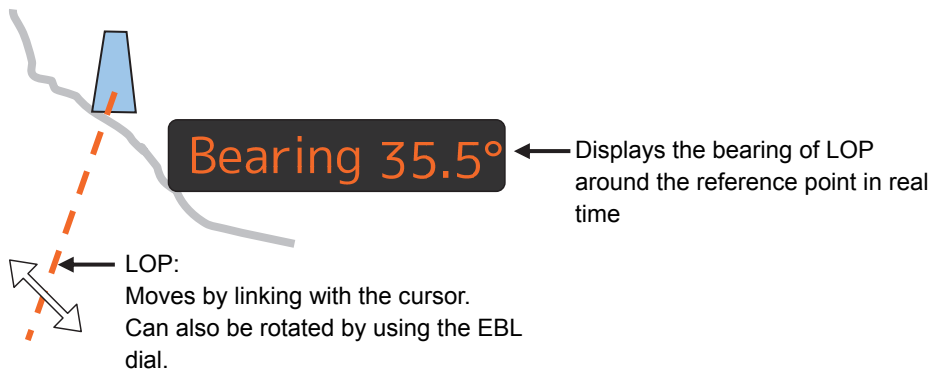 Bearing 35.5°
Displays the bearing of LOP
around the reference point in real
time
LOP:
Moves by linking with the cursor.
Can also be rotated by using the EBL
dial.